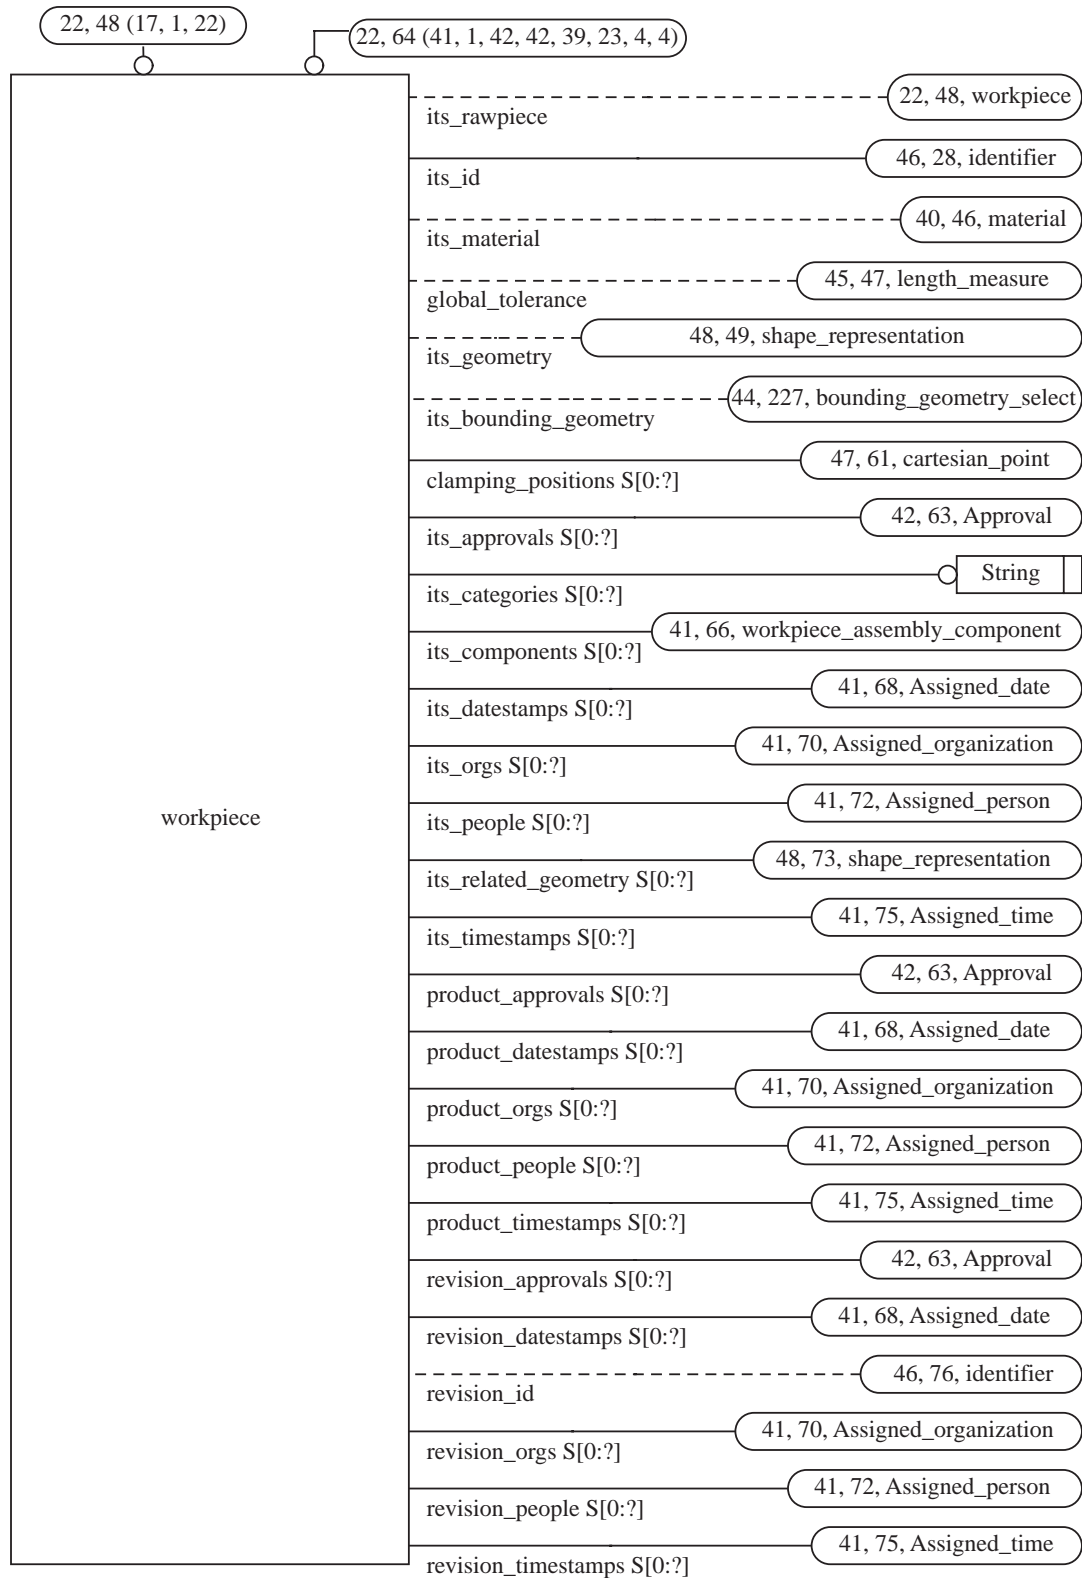 22, 48 (17, 1, 22)
22, 64 (41, 1, 42, 42, 39, 23, 4, 4)
22, 48, workpiece
its_rawpiece
46, 28, identifier
its_id
40, 46, material
its_material
45, 47, length_measure
global_tolerance
48, 49, shape_representation
its_geometry
44, 227, bounding_geometry_select
its_bounding_geometry
47, 61, cartesian_point
clamping_positions S[0:?]
42, 63, Approval
its_approvals S[0:?]
String
its_categories S[0:?]
41, 66, workpiece_assembly_component
its_components S[0:?]
41, 68, Assigned_date
its_datestamps S[0:?]
41, 70, Assigned_organization
its_orgs S[0:?]
41, 72, Assigned_person
workpiece
its_people S[0:?]
48, 73, shape_representation
its_related_geometry S[0:?]
41, 75, Assigned_time
its_timestamps S[0:?]
42, 63, Approval
product_approvals S[0:?]
41, 68, Assigned_date
product_datestamps S[0:?]
41, 70, Assigned_organization
product_orgs S[0:?]
41, 72, Assigned_person
product_people S[0:?]
41, 75, Assigned_time
product_timestamps S[0:?]
42, 63, Approval
revision_approvals S[0:?]
41, 68, Assigned_date
revision_datestamps S[0:?]
46, 76, identifier
revision_id
41, 70, Assigned_organization
revision_orgs S[0:?]
41, 72, Assigned_person
revision_people S[0:?]
41, 75, Assigned_time
revision_timestamps S[0:?]